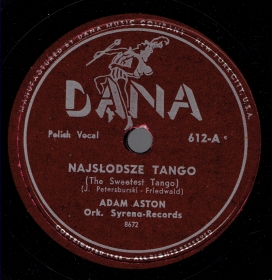 MANUFACTURED BY DANA MUSIC COMPANY - NEW YORK CITY, U.S.A.
DANA
Polish Vocal
612-A
NAJSŁODSZE TANGO
(The Sweetest Tango)
(J. Petersburski - Friedwald)
ADAM ASTON
Ork. Syrena-Records
8672